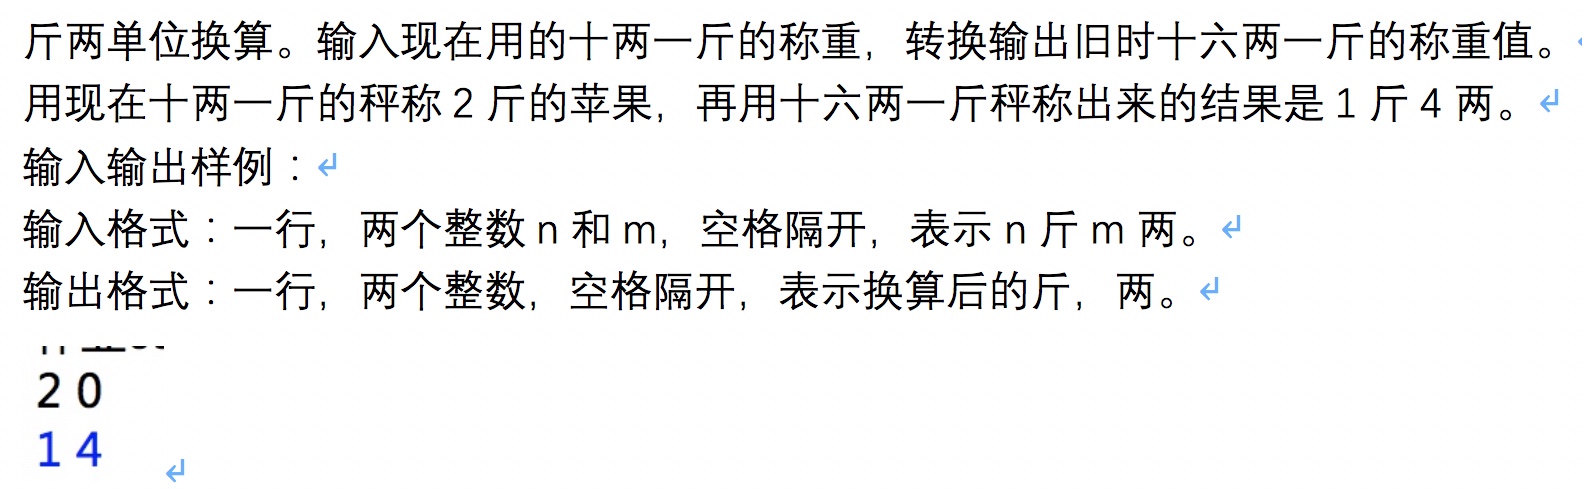 斤两单位换算。输入现在用的十两一斤的称重，转换输出旧时十六两一斤的称重值。
用现在十两一斤的秤称 2 斤的苹果，再用十六两一斤秤称出来的结果是 1 斤 4 两。
输入输出样例：
输入格式：一行，两个整数 n 和 m，空格隔开，表示 n 斤 m 两。
输出格式：一行，两个整数，空格隔开，表示换算后的斤，两。
2 0
1 4